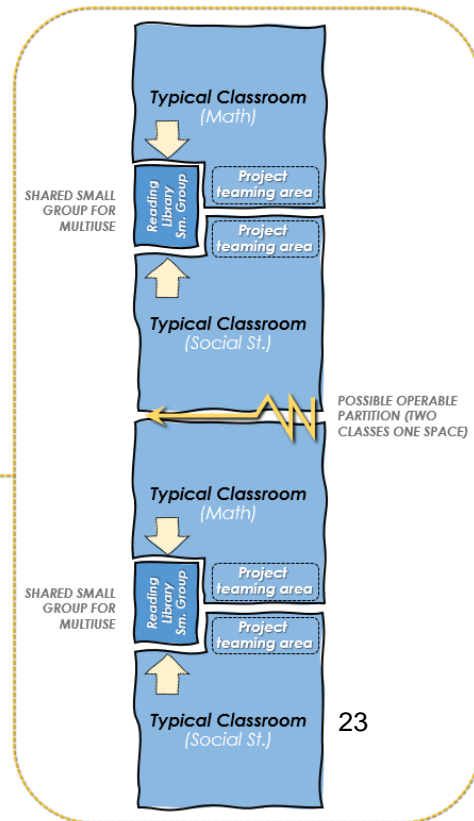 Typical Classroom
(Math)
SHARED SMALL
GROUP FOR
MULTIUSE
Reading
Library
Sm. Group
Project
teaming area
Project
teaming area
Typical Classroom
(Social St.)
POSSIBLE OPERABLE
PARTITION (TWO
CLASSES ONE SPACE)
Typical Classroom
(Math)
SHARED SMALL
GROUP FOR
MULTIUSE
Reading
Library
Sm. Group
Project
teaming area
Project
teaming area
Typical Classroom
(Social St.)
23